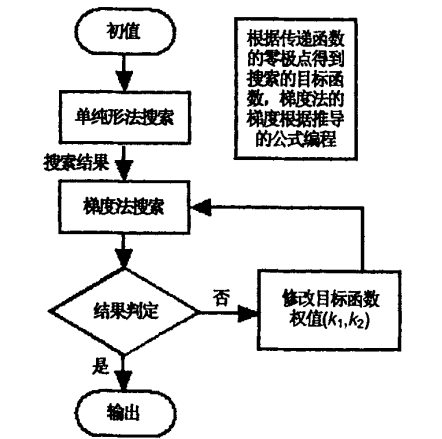 初值
根据传递函数
的零极点得到
搜索的目标函
数，梯度法的
梯度根据推导
的公式编程
单纯形法搜索
搜索结果
梯度法搜索
结果判定
否
修改目标函数
权值(k₁,k₂)
是
输出